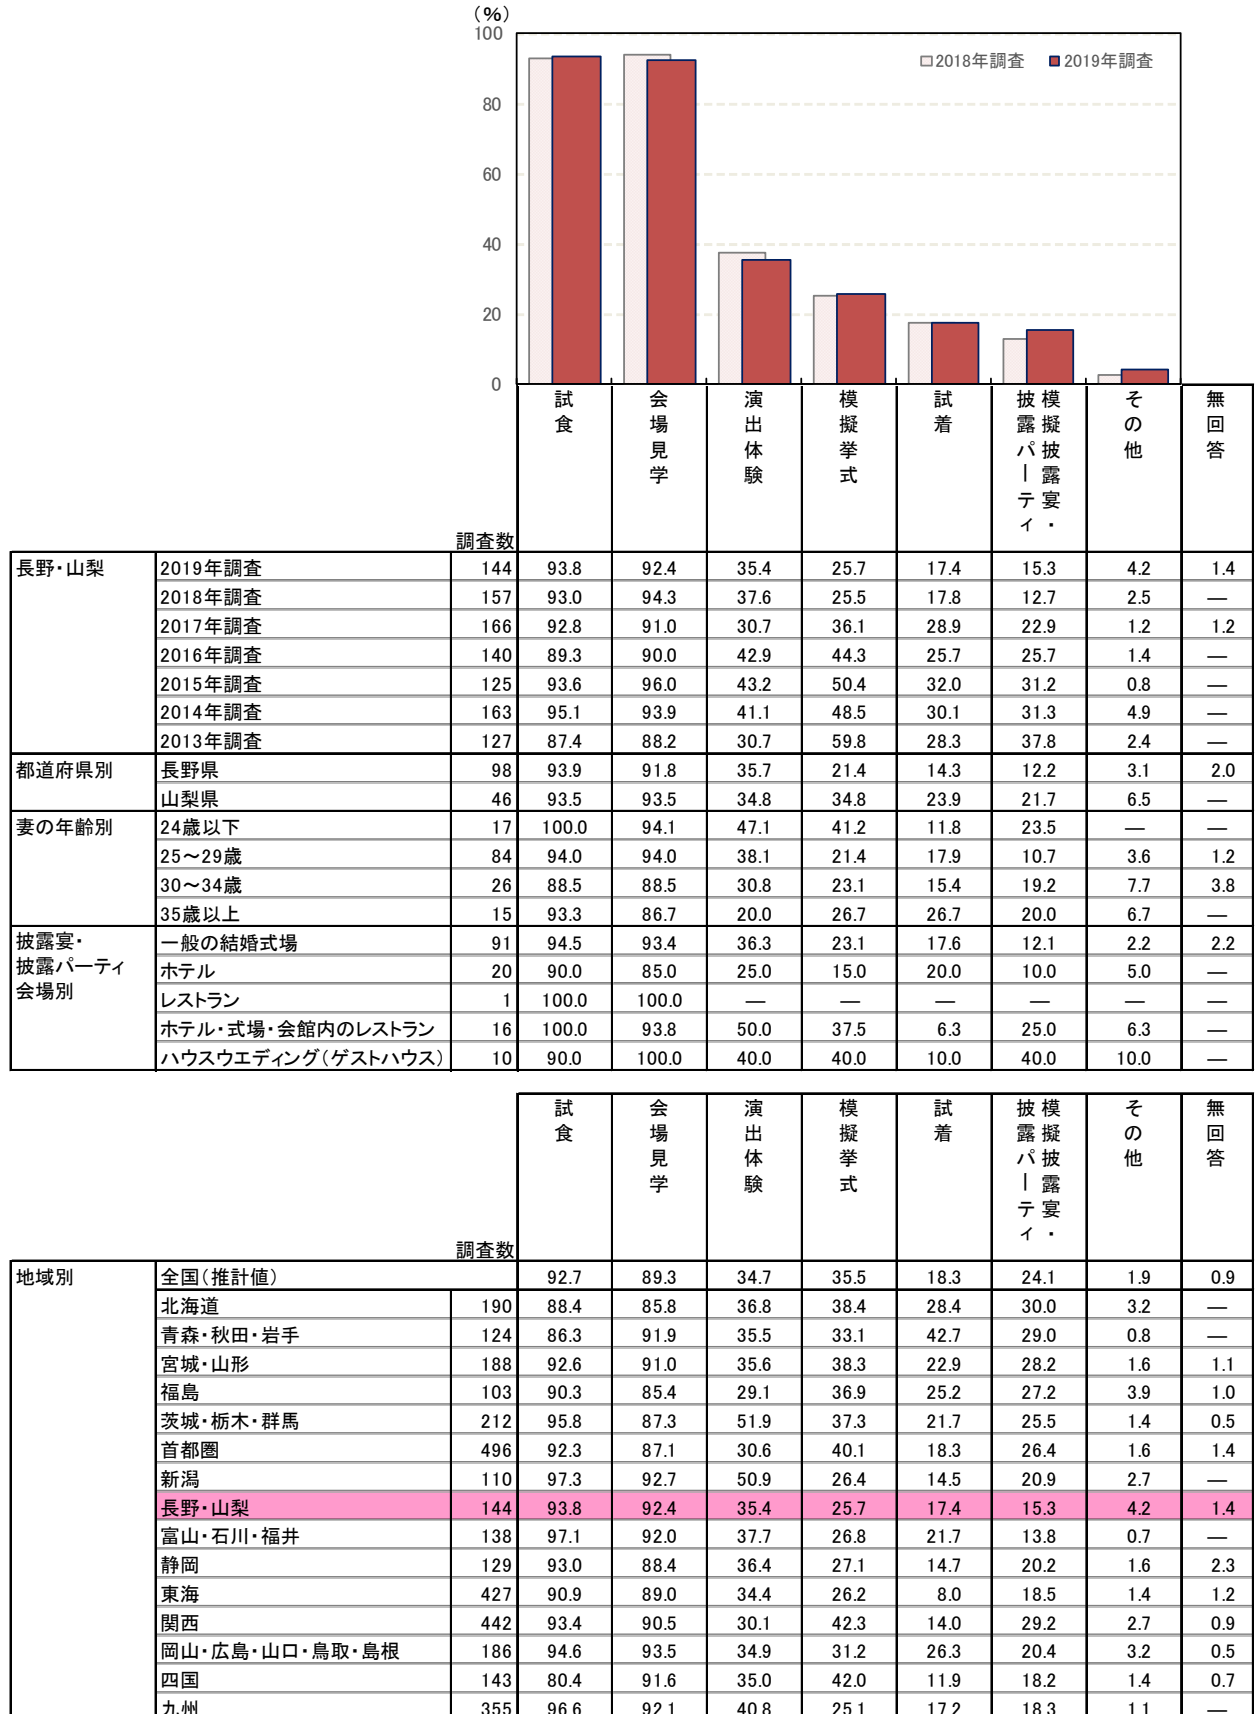 （%）
100
80
60
40
20
0
2018年調査 2019年調査
調査数 試食 会場見学 演出体験 模擬挙式 試着 模擬披露宴・披露パーティ その他 無回答
長野・山梨 2019年調査 144 93.8 92.4 35.4 25.7 17.4 15.3 4.2 1.4
2018年調査 157 93.0 94.3 37.6 25.5 17.8 12.7 2.5 ―
2017年調査 166 92.8 91.0 30.7 36.1 28.9 22.9 1.2 1.2
2016年調査 140 89.3 90.0 42.9 44.3 25.7 25.7 1.4 ―
2015年調査 125 93.6 96.0 43.2 50.4 32.0 31.2 0.8 ―
2014年調査 163 95.1 93.9 41.1 48.5 30.1 31.3 4.9 ―
2013年調査 127 87.4 88.2 30.7 59.8 28.3 37.8 2.4 ―
都道府県別 長野県 98 93.9 91.8 35.7 21.4 14.3 12.2 3.1 2.0
山梨県 46 93.5 93.5 34.8 34.8 23.9 21.7 6.5 ―
妻の年齢別 24歳以下 17 100.0 94.1 47.1 41.2 11.8 23.5 ― ―
25～29歳 84 94.0 94.0 38.1 21.4 17.9 10.7 3.6 1.2
30～34歳 26 88.5 88.5 30.8 23.1 15.4 19.2 7.7 3.8
35歳以上 15 93.3 86.7 20.0 26.7 26.7 20.0 6.7 ―
披露宴・披露パーティ会場別 一般の結婚式場 91 94.5 93.4 36.3 23.1 17.6 12.1 2.2 2.2
ホテル 20 90.0 85.0 25.0 15.0 20.0 10.0 5.0 ―
レストラン 1 100.0 100.0 ― ― ― ― ― ―
ホテル・式場・会館内のレストラン 16 100.0 93.8 50.0 37.5 6.3 25.0 6.3 ―
ハウスウエディング（ゲストハウス） 10 90.0 100.0 40.0 40.0 10.0 40.0 10.0 ―
調査数 試食 会場見学 演出体験 模擬挙式 試着 模擬披露宴・披露パーティ その他 無回答
地域別 全国（推計値） 92.7 89.3 34.7 35.5 18.3 24.1 1.9 0.9
北海道 190 88.4 85.8 36.8 38.4 28.4 30.0 3.2 ―
青森・秋田・岩手 124 86.3 91.9 35.5 33.1 42.7 29.0 0.8 ―
宮城・山形 188 92.6 91.0 35.6 38.3 22.9 28.2 1.6 1.1
福島 103 90.3 85.4 29.1 36.9 25.2 27.2 3.9 1.0
茨城・栃木・群馬 212 95.8 87.3 51.9 37.3 21.7 25.5 1.4 0.5
首都圏 496 92.3 87.1 30.6 40.1 18.3 26.4 1.6 1.4
新潟 110 97.3 92.7 50.9 26.4 14.5 20.9 2.7 ―
長野・山梨 144 93.8 92.4 35.4 25.7 17.4 15.3 4.2 1.4
富山・石川・福井 138 97.1 92.0 37.7 26.8 21.7 13.8 0.7 ―
静岡 129 93.0 88.4 36.4 27.1 14.7 20.2 1.6 2.3
東海 427 90.9 89.0 34.4 26.2 8.0 18.5 1.4 1.2
関西 442 93.4 90.5 30.1 42.3 14.0 29.2 2.7 0.9
岡山・広島・山口・鳥取・島根 186 94.6 93.5 34.9 31.2 26.3 20.4 3.2 0.5
四国 143 80.4 91.6 35.0 42.0 11.9 18.2 1.4 0.7
九州 355 96.6 92.1 40.8 25.1 17.2 18.3 1.1 ―